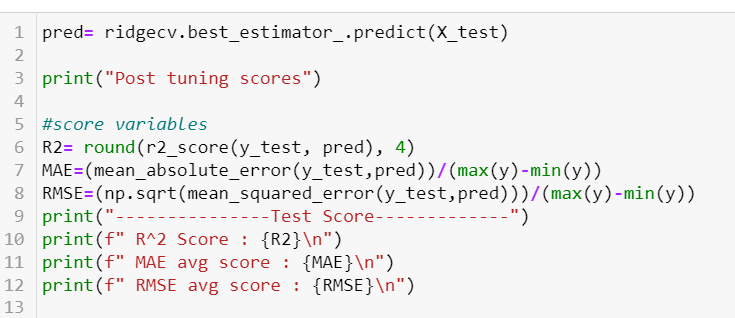 1 pred= ridgecv.best_estimator_.predict(X_test)
2
3 print("Post tuning scores")
4
5 #score variables
6 R2= round(r2_score(y_test, pred), 4)
7 MAE=(mean_absolute_error(y_test,pred))/(max(y)-min(y))
8 RMSE=(np.sqrt(mean_squared_error(y_test,pred)))/(max(y)-min(y))
9 print("---------------Test Score-------------")
10 print(f" R^2 Score : {R2}\n")
11 print(f" MAE avg score : {MAE}\n")
12 print(f" RMSE avg score : {RMSE}\n")
13